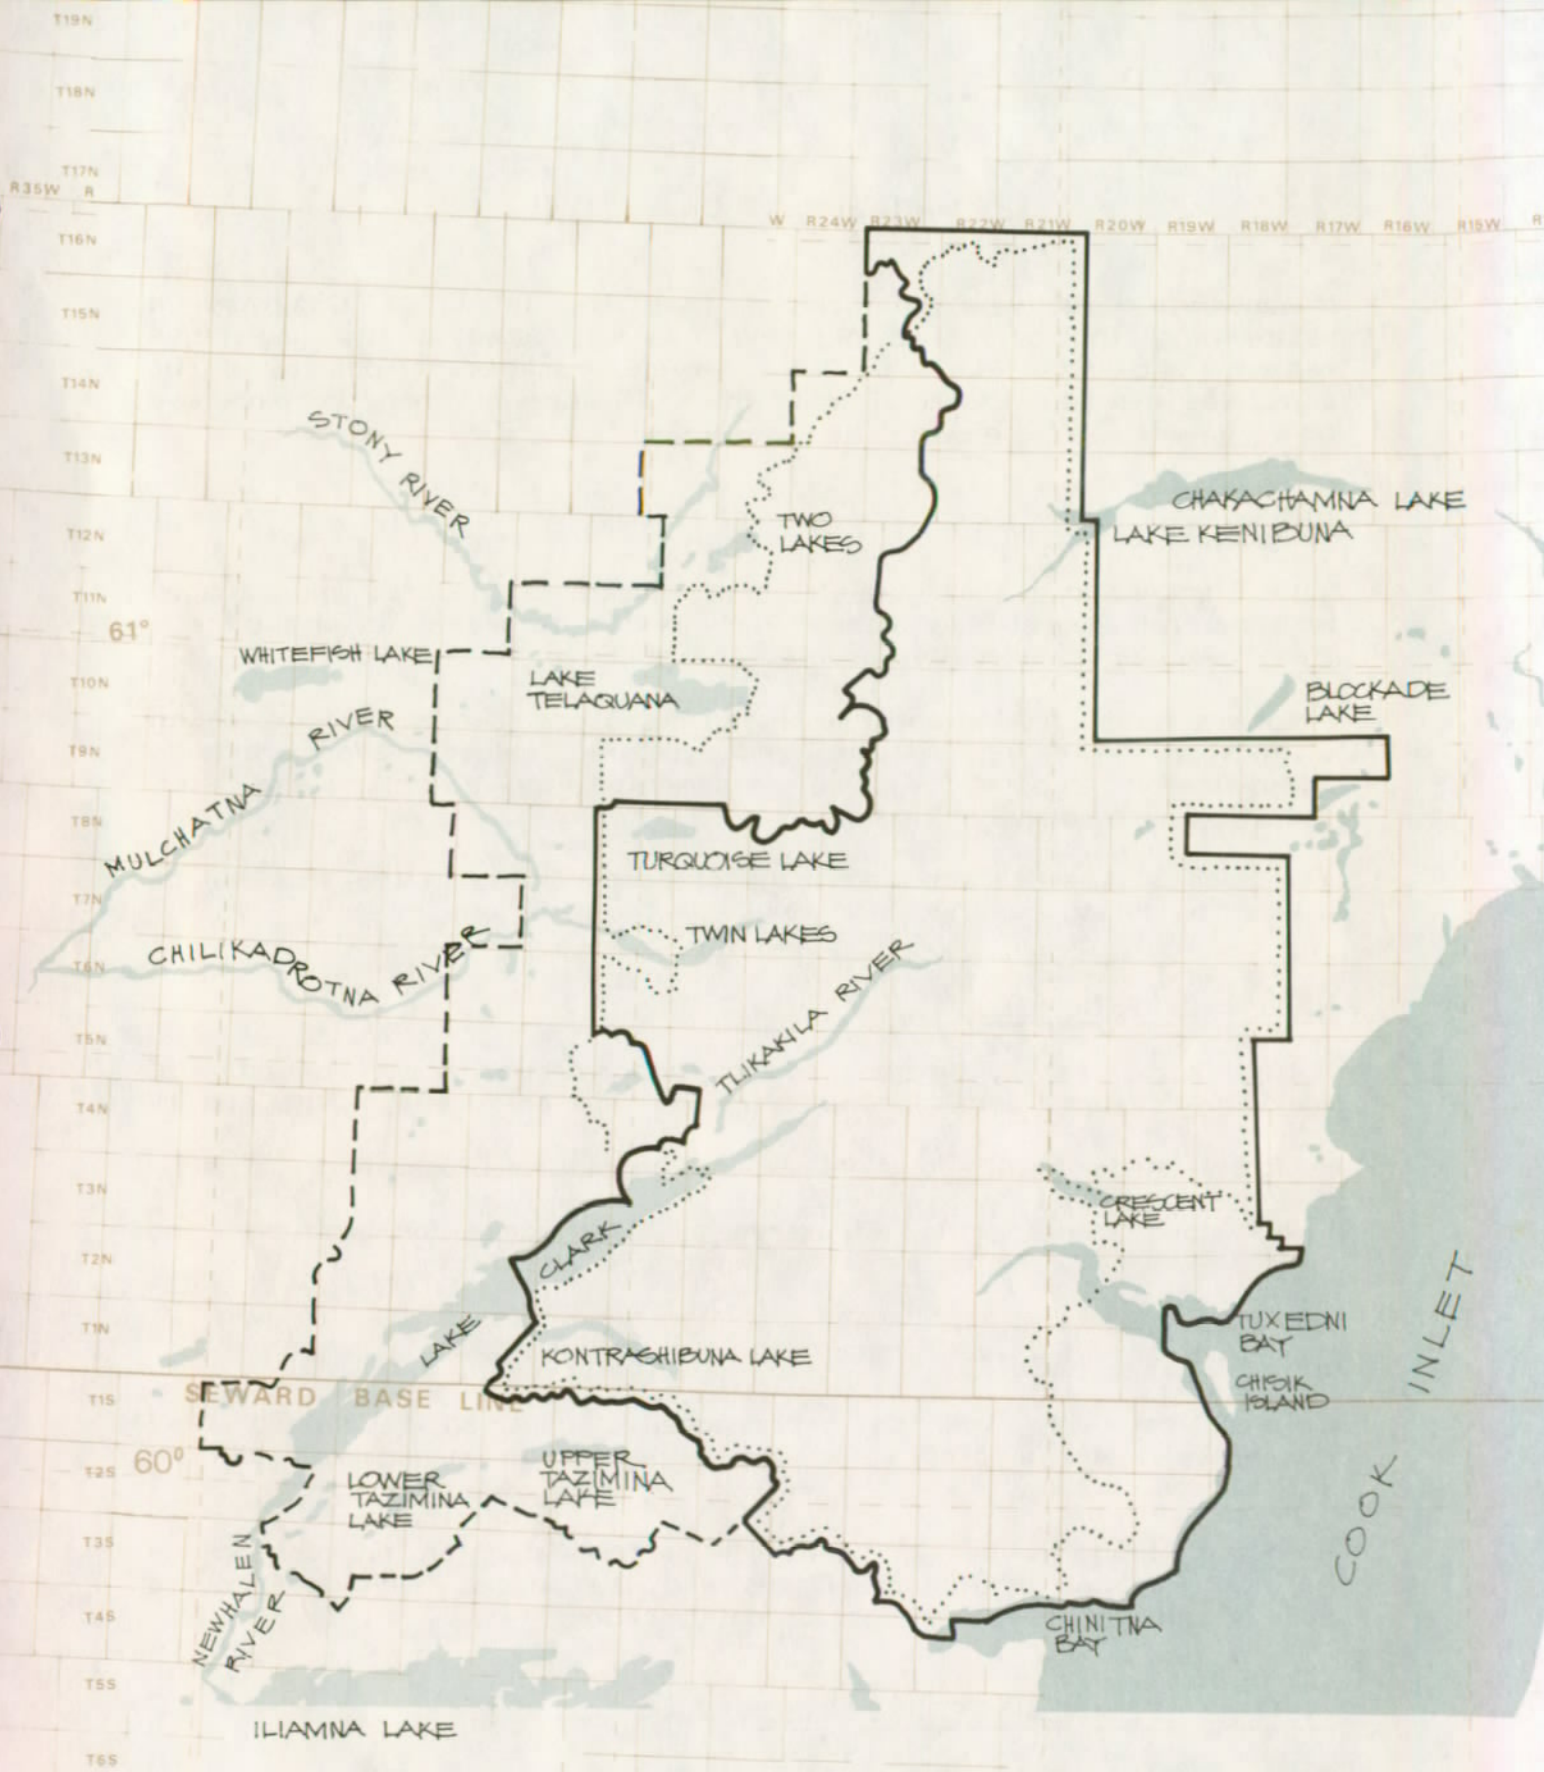 T19N
T18N
T17N
R35W R
W R24W R23W R22W R21W R20W R19W R18W R17W R16W R15W
T16N
T15N
T14N
STONY RIVER
T13N
CHAKACHAMNA LAKE
LAKE KENIBUNA
TWO
LAKES
T12N
T11N
61°
WHITEFISH LAKE
T10N
LAKE
TELAQUANA
BLOCKADE
LAKE
MULCHATNA RIVER
T9N
T8N
TURQUOISE LAKE
T7N
TWIN LAKES
CHILIKADROTNA RIVER
T6N
TLIKAKILA RIVER
T5N
T4N
T3N
CRESCENT
LAKE
LAKE CLARK
T2N
TUXEDNI
BAY
T1N
KONTRASHIBUNA LAKE
CHISIK
ISLAND
COOK INLET
SEWARD BASE LINE
T1S
60°
T2S
LOWER
TAZIMINA
LAKE
UPPER
TAZIMINA
LAKE
T3S
NEWHALEN
RIVER
T4S
CHINITNA
BAY
T5S
ILIAMNA LAKE
T6S